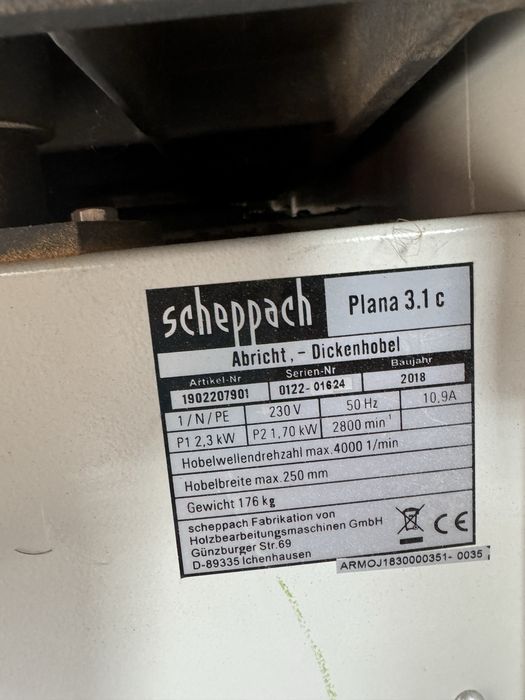 scheppach Plana 3.1 c
Abricht, - Dickenhobel
Artikel-Nr Serien-Nr Baujahr
1902207901 0122-01624 2018
1/N/PE 230 V 50 Hz 10,9A
P1 2,3 kW P2 1,70 kW 2800 min¹
Hobelwellendrehzahl max.4000 1/min
Hobelbreite max.250 mm
Gewicht 176 kg
scheppach Fabrikation von
Holzbearbeitungsmaschinen GmbH
Günzburger Str.69
D-89335 Ichenhausen
CE
ARMOJ1830000351-0035